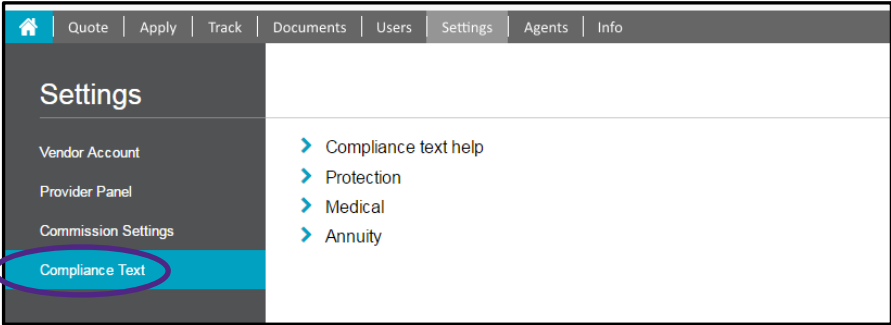 Quote Apply Track Documents Users Settings Agents Info
Settings
Vendor Account
Provider Panel
Commission Settings
Compliance Text
Compliance text help
Protection
Medical
Annuity